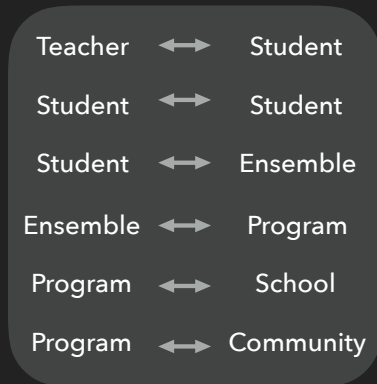 Teacher ↔ Student
Student ↔ Student
Student ↔ Ensemble
Ensemble ↔ Program
Program ↔ School
Program ↔ Community